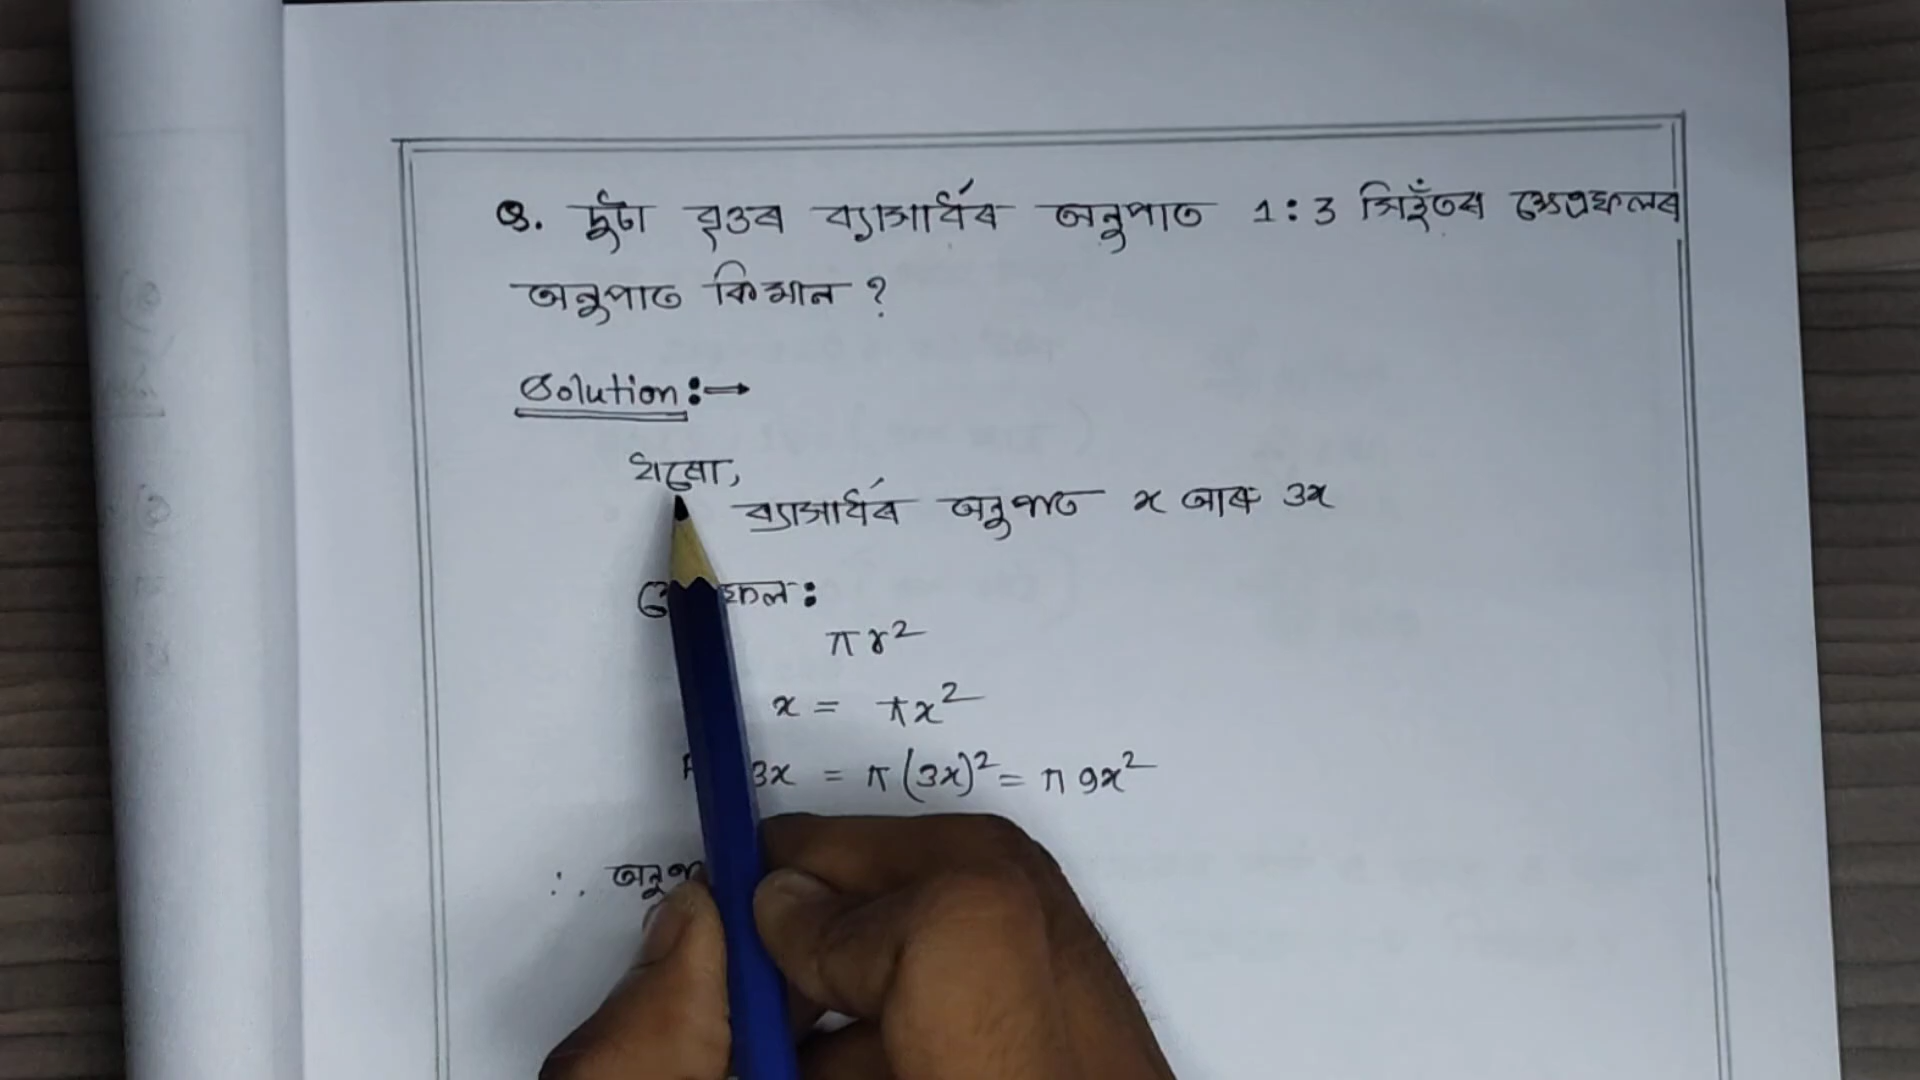 Q. দুটা বৃত্তৰ ব্যাসাৰ্ধৰ অনুপাত 1:3 সিহঁতৰ ক্ষেত্ৰফলৰ
অনুপাত কিমান ?
Solution:→
ধৰো,
ব্যাসাৰ্ধৰ অনুপাত x আৰু 3x
ফল:
πr²
x = πx²
3x = π(3x)² = π9x²
∴ অনুপা